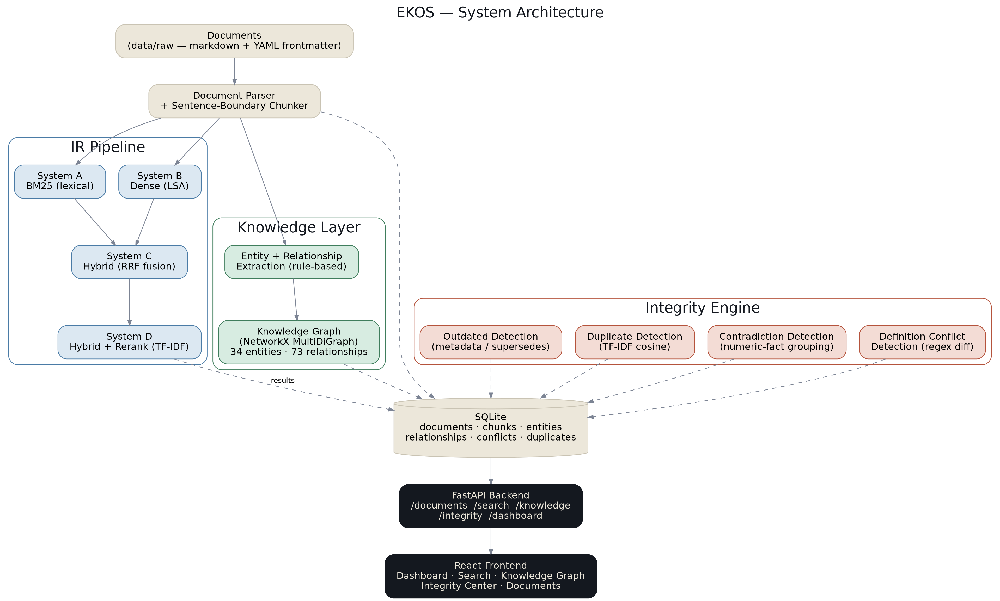 EKOS — System Architecture
Documents
(data/raw — markdown + YAML frontmatter)
Document Parser
+ Sentence-Boundary Chunker
IR Pipeline
System A
BM25 (lexical)
System B
Dense (LSA)
System C
Hybrid (RRF fusion)
System D
Hybrid + Rerank (TF-IDF)
Knowledge Layer
Entity + Relationship
Extraction (rule-based)
Knowledge Graph
(NetworkX MultiDiGraph)
34 entities · 73 relationships
Integrity Engine
Outdated Detection
(metadata / supersedes)
Duplicate Detection
(TF-IDF cosine)
Contradiction Detection
(numeric-fact grouping)
Definition Conflict
Detection (regex diff)
results
SQLite
documents · chunks · entities
relationships · conflicts · duplicates
FastAPI Backend
/documents  /search  /knowledge
/integrity  /dashboard
React Frontend
Dashboard · Search · Knowledge Graph
Integrity Center · Documents